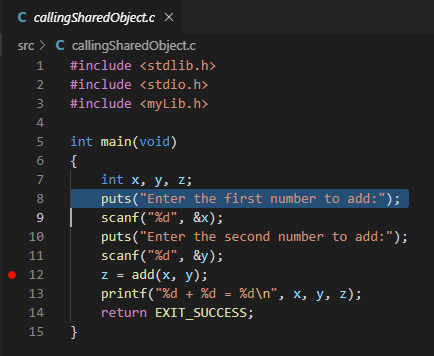 C callingSharedObject.c ×
src > C callingSharedObject.c
1 #include <stdlib.h>
2 #include <stdio.h>
3 #include <myLib.h>
4
5 int main(void)
6 {
7 int x, y, z;
8 puts("Enter the first number to add:");
9 scanf("%d", &x);
10 puts("Enter the second number to add:");
11 scanf("%d", &y);
12 z = add(x, y);
13 printf("%d + %d = %d\n", x, y, z);
14 return EXIT_SUCCESS;
15 }